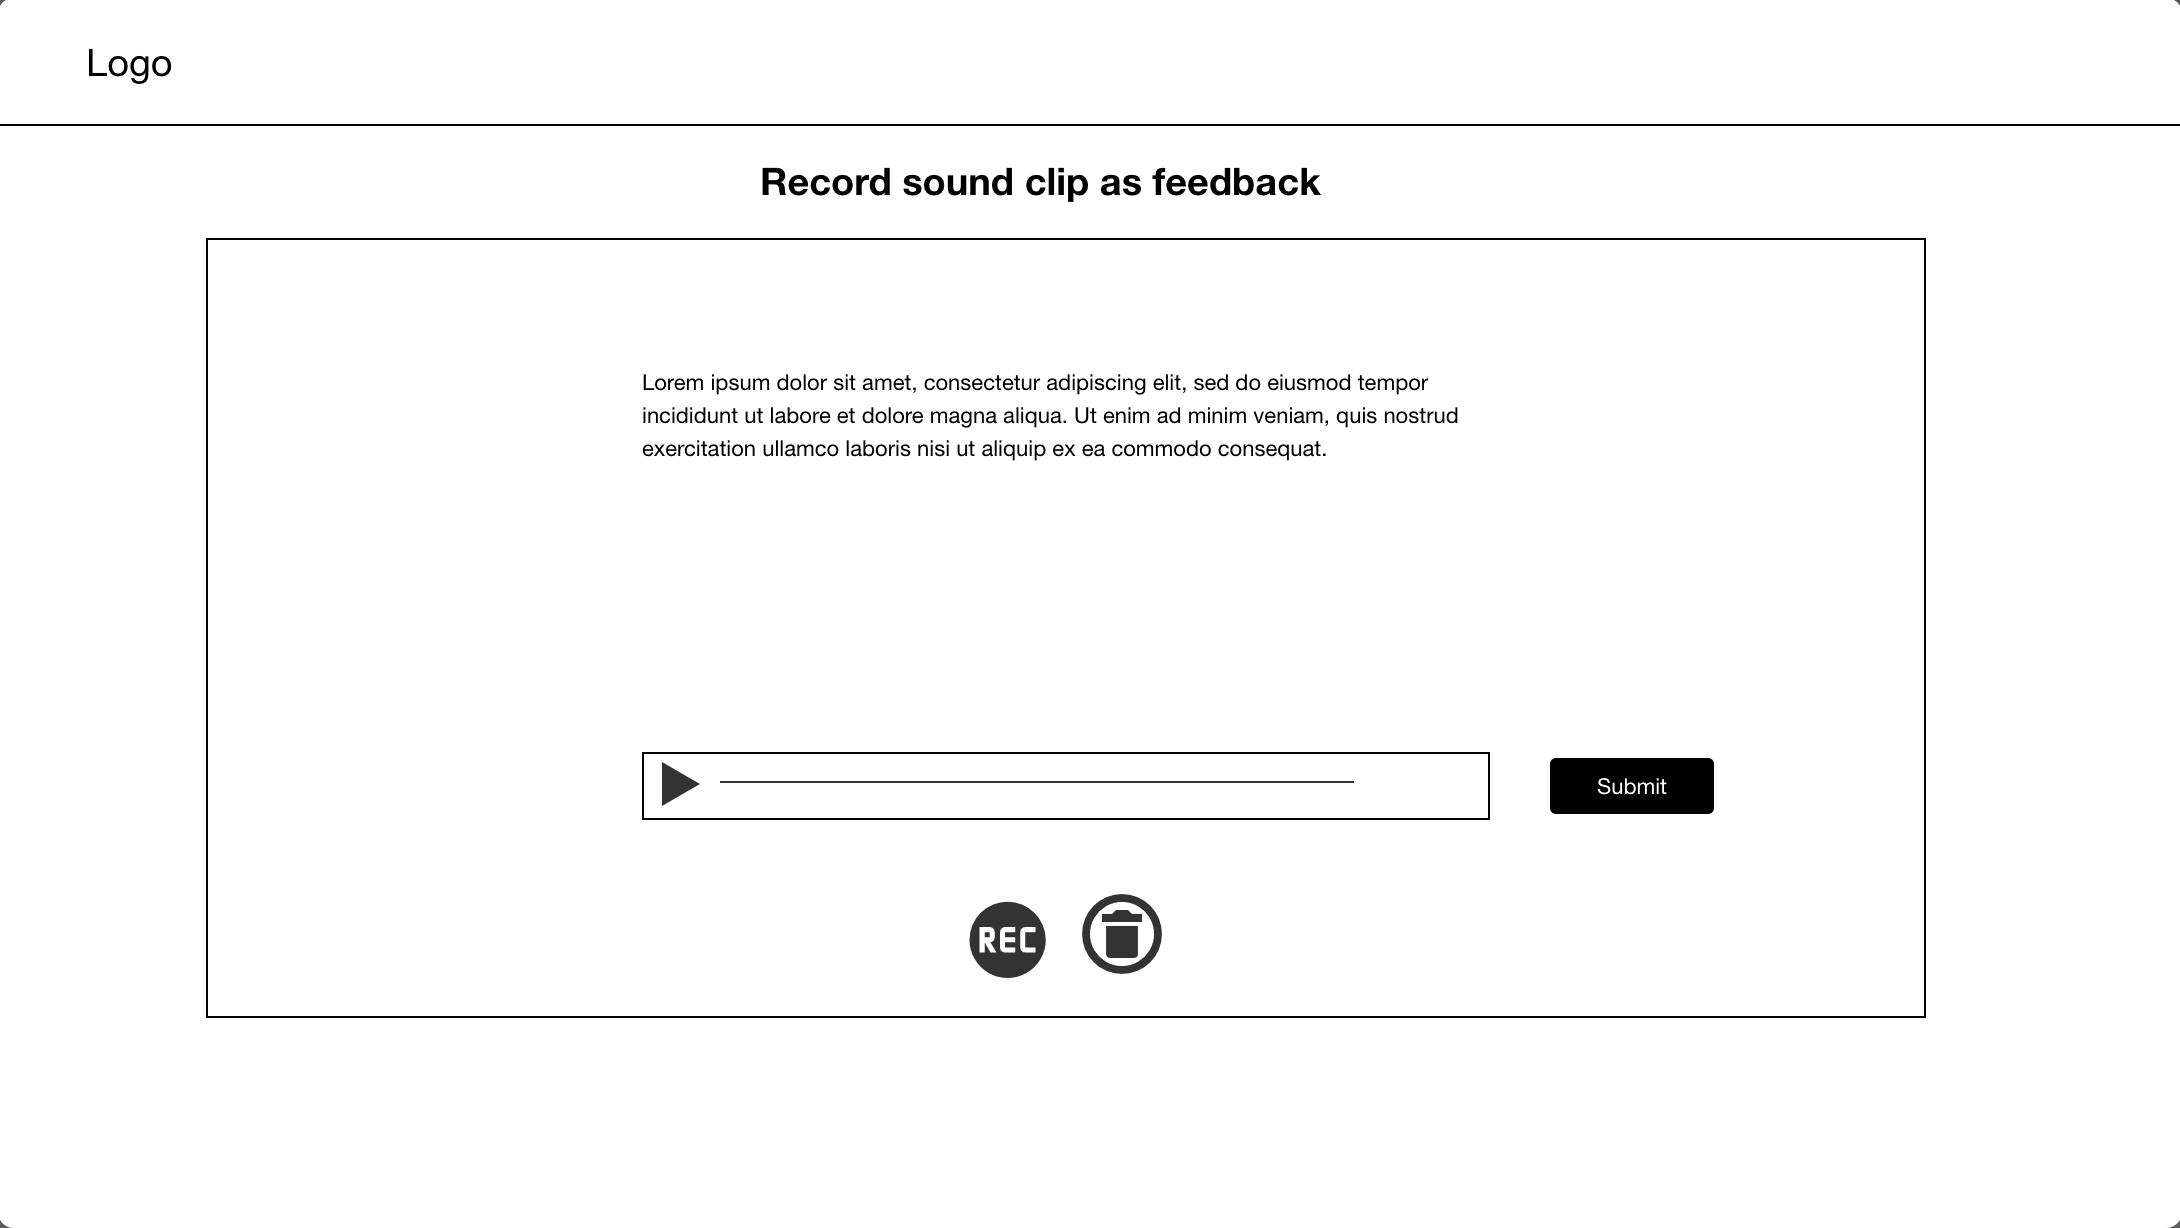 Logo
Record sound clip as feedback
Lorem ipsum dolor sit amet, consectetur adipiscing elit, sed do eiusmod tempor
incididunt ut labore et dolore magna aliqua. Ut enim ad minim veniam, quis nostrud
exercitation ullamco laboris nisi ut aliquip ex ea commodo consequat.
Submit
REC